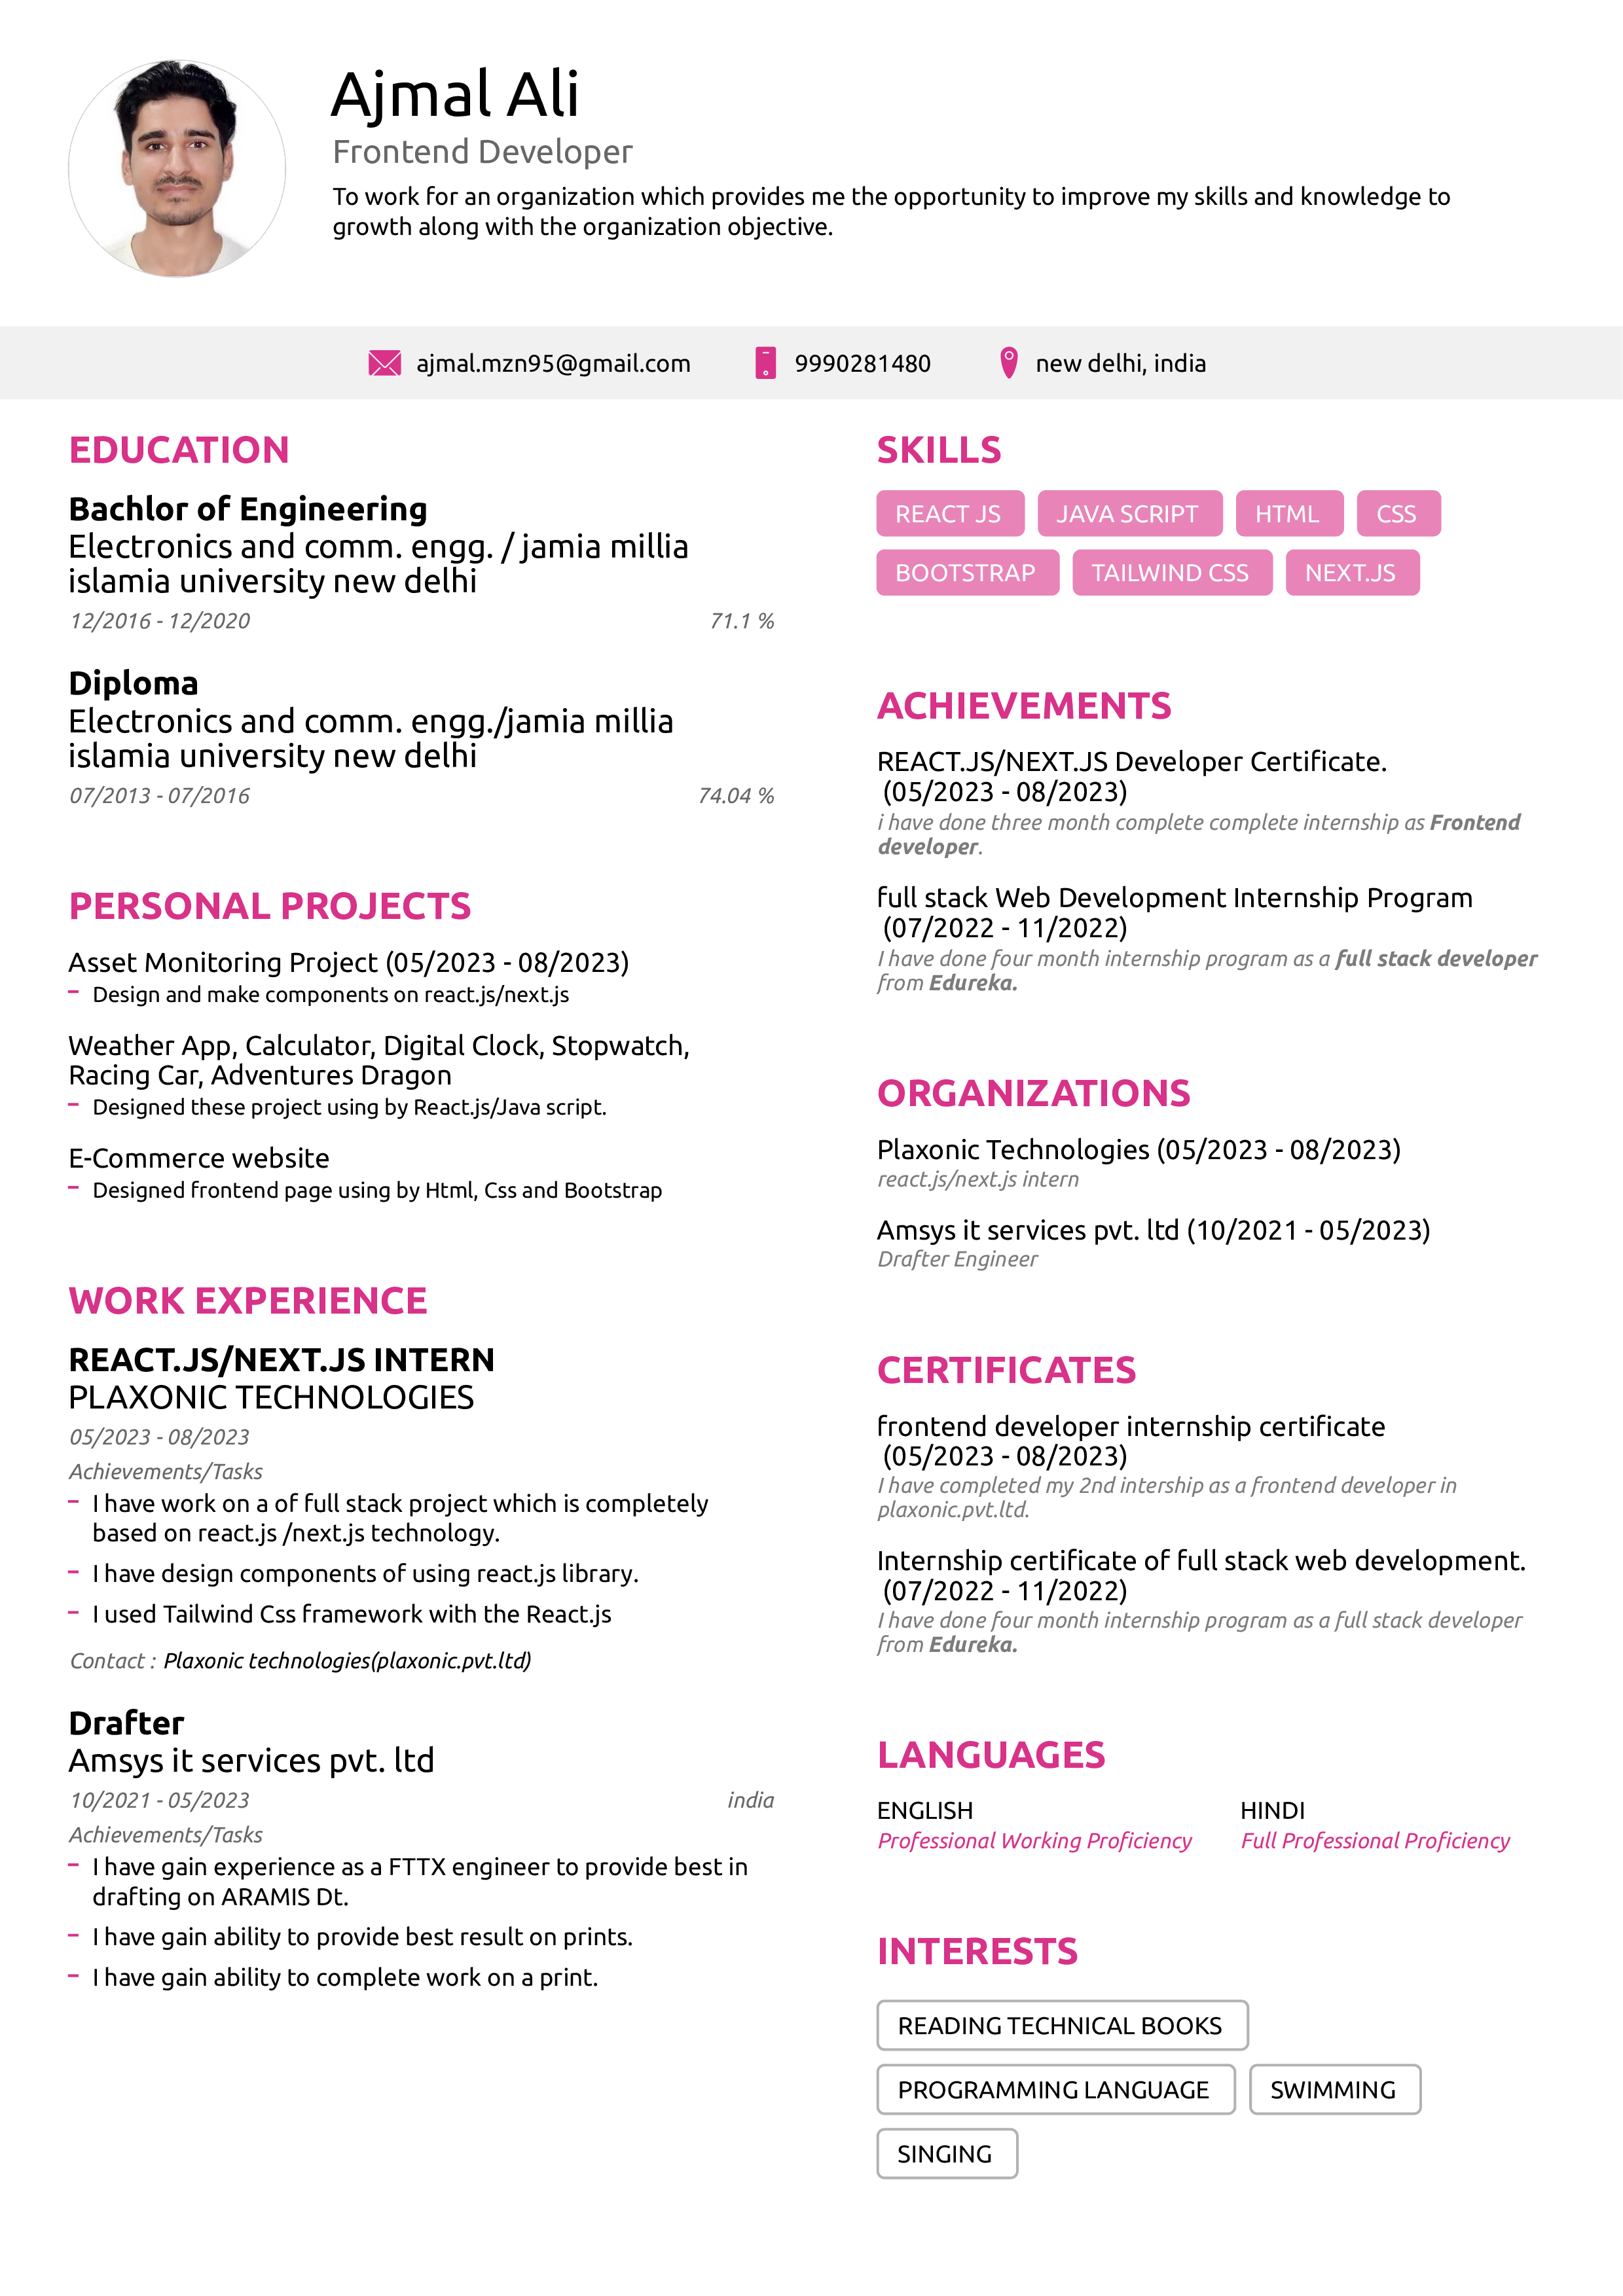 Ajmal Ali
Frontend Developer
To work for an organization which provides me the opportunity to improve my skills and knowledge to
growth along with the organization objective.
ajmal.mzn95@gmail.com
9990281480
new delhi, india
EDUCATION
Bachlor of Engineering
Electronics and comm. engg. / jamia millia
islamia university new delhi
12/2016 - 12/2020 71.1 %
Diploma
Electronics and comm. engg./jamia millia
islamia university new delhi
07/2013 - 07/2016 74.04 %
PERSONAL PROJECTS
Asset Monitoring Project (05/2023 - 08/2023)
– Design and make components on react.js/next.js
Weather App, Calculator, Digital Clock, Stopwatch,
Racing Car, Adventures Dragon
– Designed these project using by React.js/Java script.
E-Commerce website
– Designed frontend page using by Html, Css and Bootstrap
WORK EXPERIENCE
REACT.JS/NEXT.JS INTERN
PLAXONIC TECHNOLOGIES
05/2023 - 08/2023
Achievements/Tasks
– I have work on a of full stack project which is completely
based on react.js /next.js technology.
– I have design components of using react.js library.
– I used Tailwind Css framework with the React.js
Contact : Plaxonic technologies(plaxonic.pvt.ltd)
Drafter
Amsys it services pvt. ltd
10/2021 - 05/2023 india
Achievements/Tasks
– I have gain experience as a FTTX engineer to provide best in
drafting on ARAMIS Dt.
– I have gain ability to provide best result on prints.
– I have gain ability to complete work on a print.
SKILLS
REACT JS JAVA SCRIPT HTML CSS
BOOTSTRAP TAILWIND CSS NEXT.JS
ACHIEVEMENTS
REACT.JS/NEXT.JS Developer Certificate.
(05/2023 - 08/2023)
i have done three month complete complete internship as Frontend
developer.
full stack Web Development Internship Program
(07/2022 - 11/2022)
I have done four month internship program as a full stack developer
from Edureka.
ORGANIZATIONS
Plaxonic Technologies (05/2023 - 08/2023)
react.js/next.js intern
Amsys it services pvt. ltd (10/2021 - 05/2023)
Drafter Engineer
CERTIFICATES
frontend developer internship certificate
(05/2023 - 08/2023)
I have completed my 2nd intership as a frontend developer in
plaxonic.pvt.ltd.
Internship certificate of full stack web development.
(07/2022 - 11/2022)
I have done four month internship program as a full stack developer
from Edureka.
LANGUAGES
ENGLISH HINDI
Professional Working Proficiency Full Professional Proficiency
INTERESTS
READING TECHNICAL BOOKS
PROGRAMMING LANGUAGE SWIMMING
SINGING